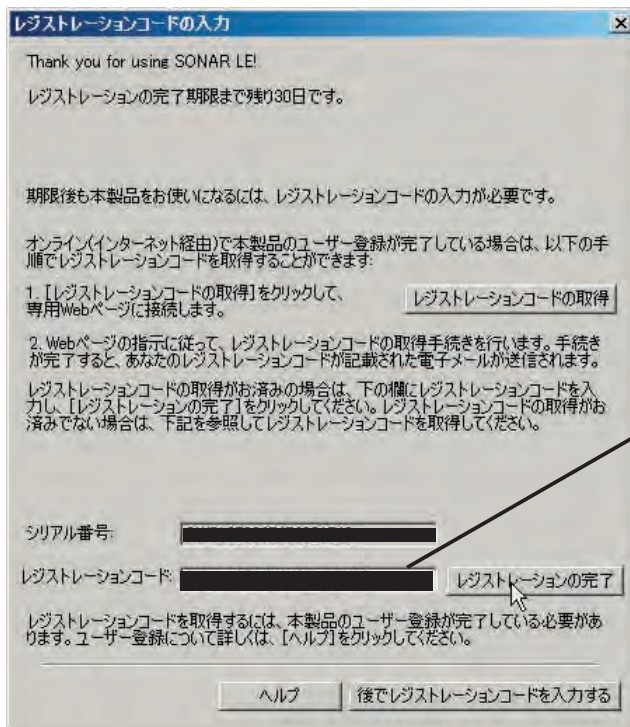 レジストレーションコードの入力
Thank you for using SONAR LE!
レジストレーションの完了期限まで残り30日です。
期限後も本製品をお使いになるには、レジストレーションコードの入力が必要です。
オンライン(インターネット経由)で本製品のユーザー登録が完了している場合は、以下の手
順でレジストレーションコードを取得することができます:
1. [レジストレーションコードの取得]をクリックして、
専用Webページに接続します。
レジストレーションコードの取得
2. Webページの指示に従って、レジストレーションコードの取得手続きを行います。手続き
が完了すると、あなたのレジストレーションコードが記載された電子メールが送信されます。
レジストレーションコードの取得がお済みの場合は、下の欄にレジストレーションコードを入
力し、[レジストレーションの完了]をクリックしてください。レジストレーションコードの取得がお
済みでない場合は、下記を参照してレジストレーションコードを取得してください。
シリアル番号:
レジストレーションコード:
レジストレーションの完了
レジストレーションコードを取得するには、本製品のユーザー登録が完了している必要があ
ります。ユーザー登録について詳しくは、[ヘルプ]をクリックしてください。
ヘルプ
後でレジストレーションコードを入力する